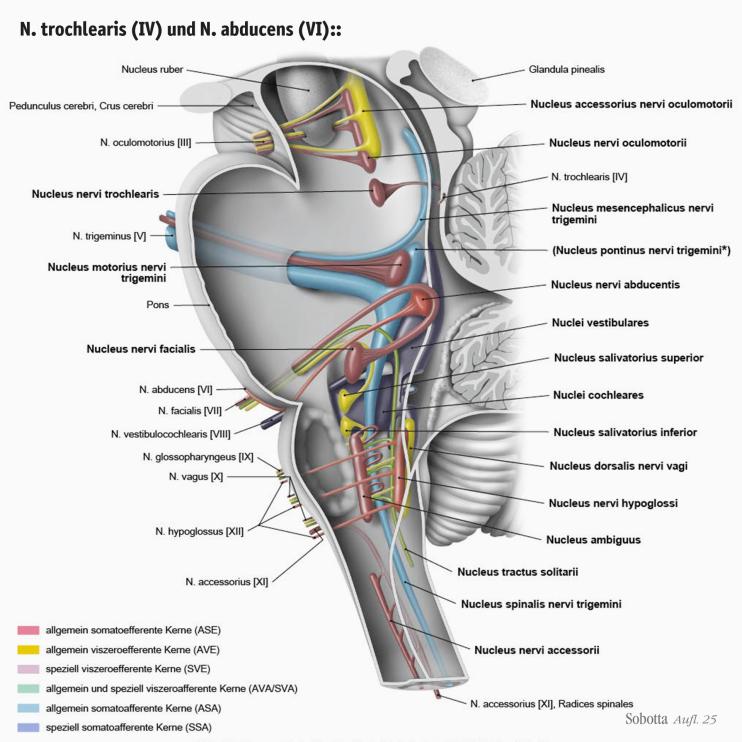 N. trochlearis (IV) und N. abducens (VI)::
Nucleus ruber
Pedunculus cerebri, Crus cerebri
N. oculomotorius [III]
Nucleus nervi trochlearis
N. trigeminus [V]
Nucleus motorius nervi
trigemini
Pons
Nucleus nervi facialis
N. abducens [VI]
N. facialis [VII]
N. vestibulocochlearis [VIII]
N. glossopharyngeus [IX]
N. vagus [X]
N. hypoglossus [XII]
N. accessorius [XI]
Glandula pinealis
Nucleus accessorius nervi oculomotorii
Nucleus nervi oculomotorii
N. trochlearis [IV]
Nucleus mesencephalicus nervi
trigemini
(Nucleus pontinus nervi trigemini*)
Nucleus nervi abducentis
Nuclei vestibulares
Nucleus salivatorius superior
Nuclei cochleares
Nucleus salivatorius inferior
Nucleus dorsalis nervi vagi
Nucleus nervi hypoglossi
Nucleus ambiguus
Nucleus tractus solitarii
Nucleus spinalis nervi trigemini
Nucleus nervi accessorii
N. accessorius [XI], Radices spinales
allgemein somatoefferente Kerne (ASE)
allgemein viszeroefferente Kerne (AVE)
speziell viszeroefferente Kerne (SVE)
allgemein und speziell viszeroafferente Kerne (AVA/SVA)
allgemein somatoafferente Kerne (ASA)
speziell somatoafferente Kerne (SSA)
Sobotta Aufl. 25